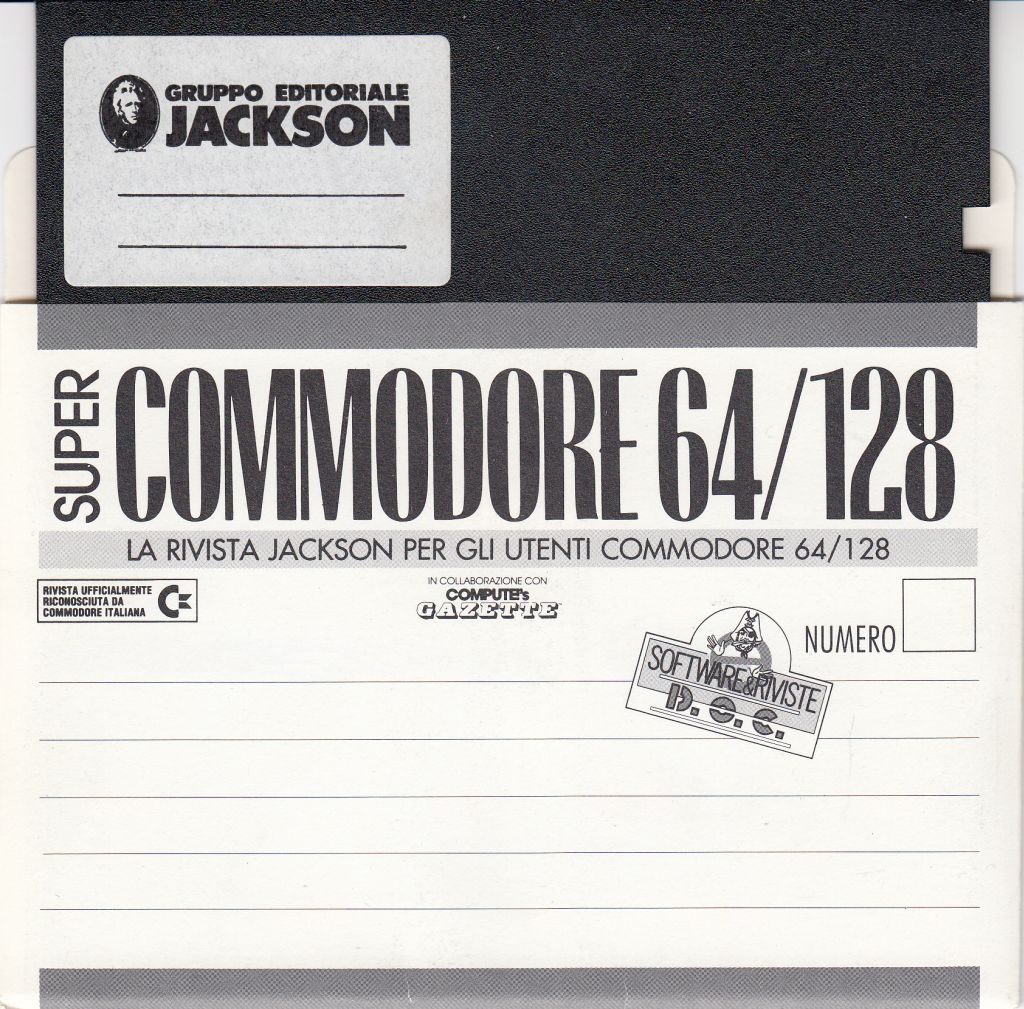 GRUPPO EDITORIALE
JACKSON
SUPER
COMMODORE 64/128
LA RIVISTA JACKSON PER GLI UTENTI COMMODORE 64/128
RIVISTA UFFICIALMENTE
RICONOSCIUTA DA
COMMODORE ITALIANA
IN COLLABORAZIONE CON
COMPUTE!'s
GAZETTE
NUMERO
SOFTWARE&RIVISTE
D.O.C.